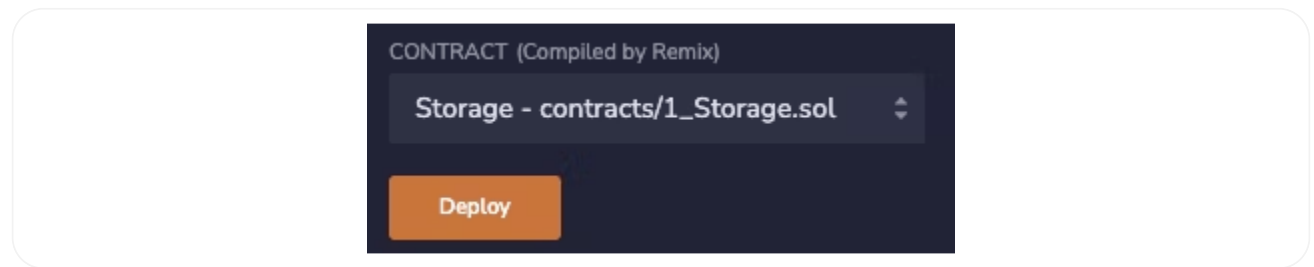 CONTRACT (Compiled by Remix)
Storage - contracts/1_Storage.sol
Deploy